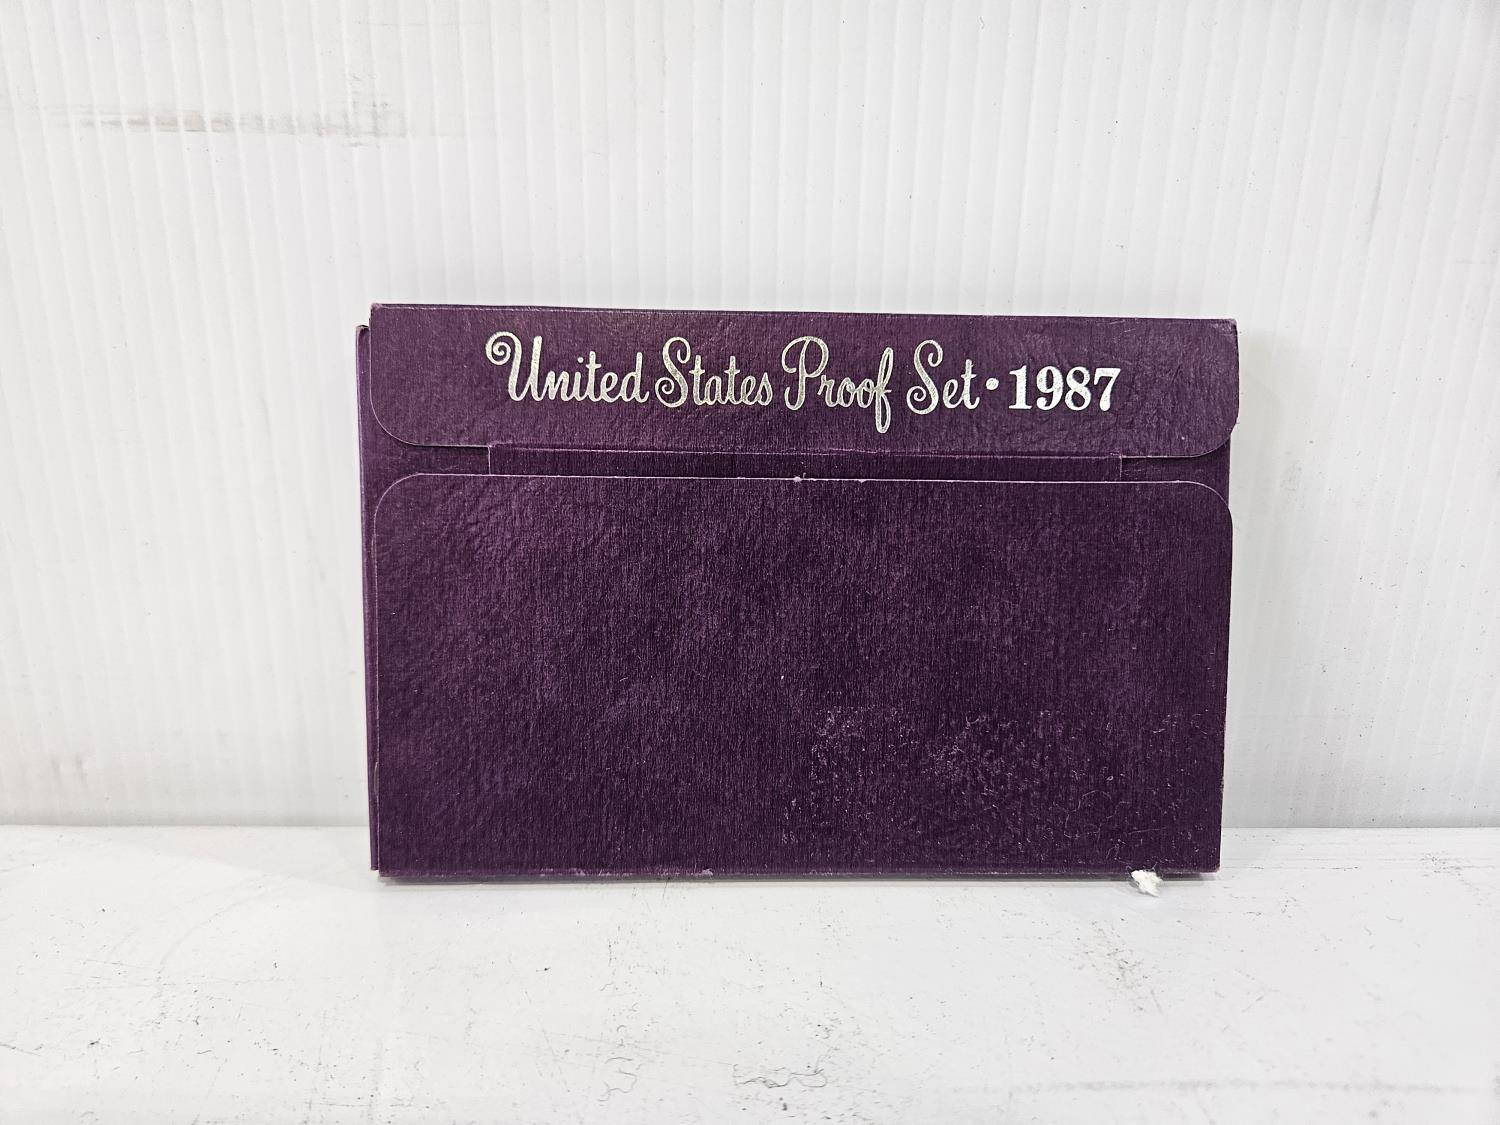 United States Proof Set • 1987